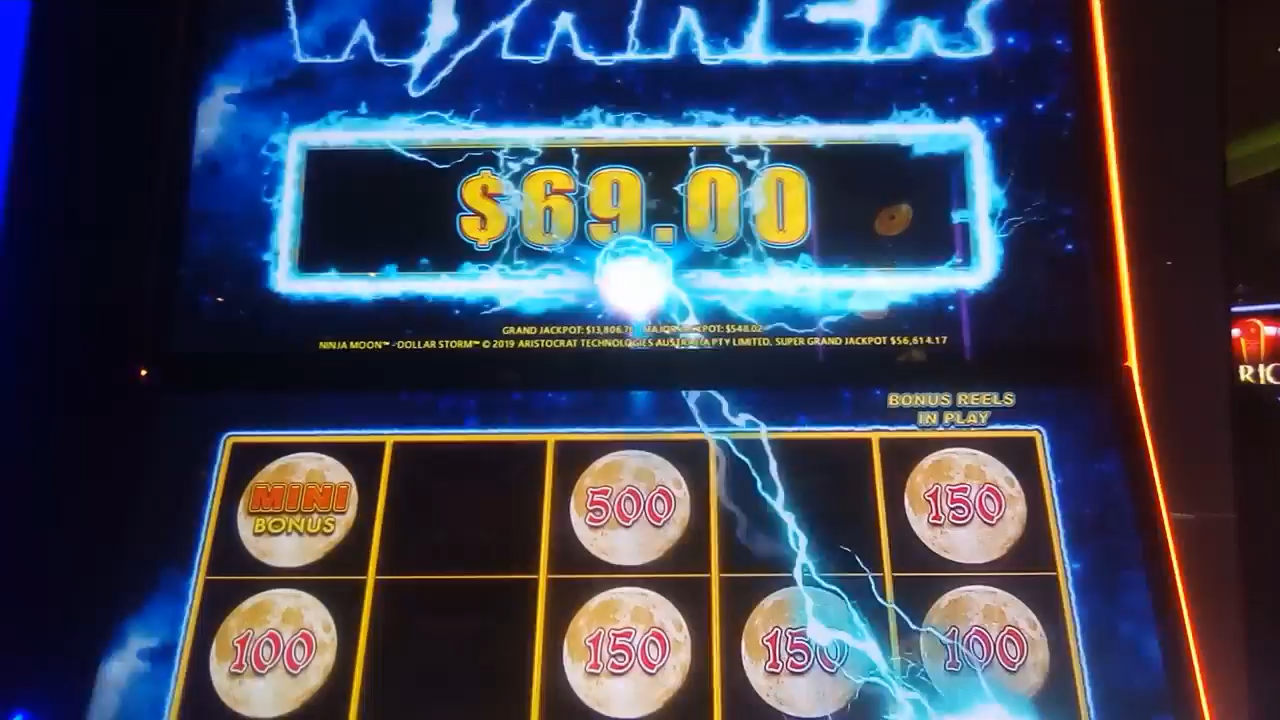 WINNER
$69.00
GRAND JACKPOT: $13,806.7 MAJOR JACKPOT: $548.02
NINJA MOON™ - DOLLAR STORM™ © 2019 ARISTOCRAT TECHNOLOGIES AUSTRALIA PTY LIMITED. SUPER GRAND JACKPOT $56,614.17
RIC
BONUS REELS
IN PLAY
MINI
BONUS
500
150
100
150
150
100